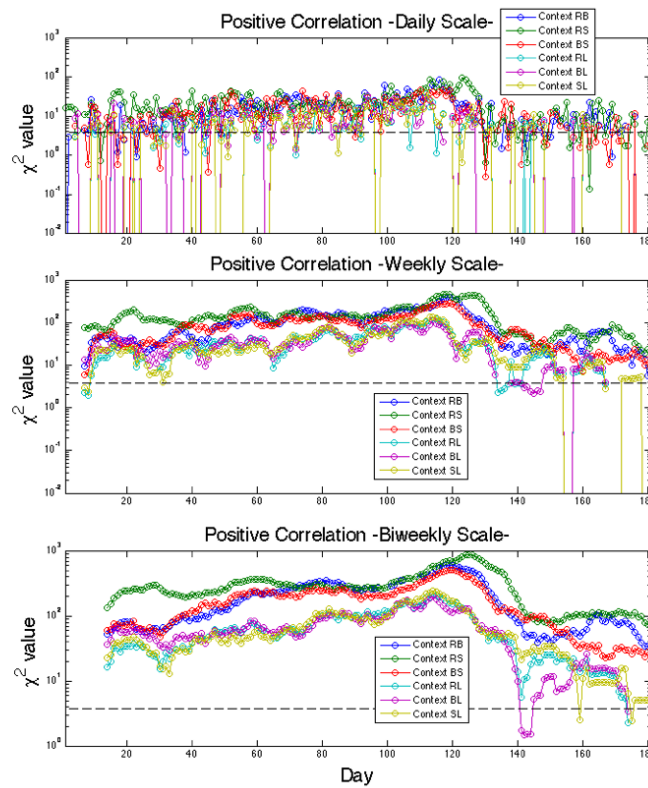 Positive Correlation -Daily Scale-
Context RB
Context RS
Context BS
Context RL
Context BL
Context SL
χ² value
10³
10²
10¹
10⁰
10⁻¹
10⁻²
20 40 60 80 100 120 140 160 180
Positive Correlation -Weekly Scale-
χ² value
10³
10²
10¹
10⁰
10⁻¹
10⁻²
Context RB
Context RS
Context BS
Context RL
Context BL
Context SL
20 40 60 80 100 120 140 160 180
Positive Correlation -Biweekly Scale-
χ² value
10³
10²
10¹
10⁰
Context RB
Context RS
Context BS
Context RL
Context BL
Context SL
20 40 60 80 100 120 140 160 180
Day